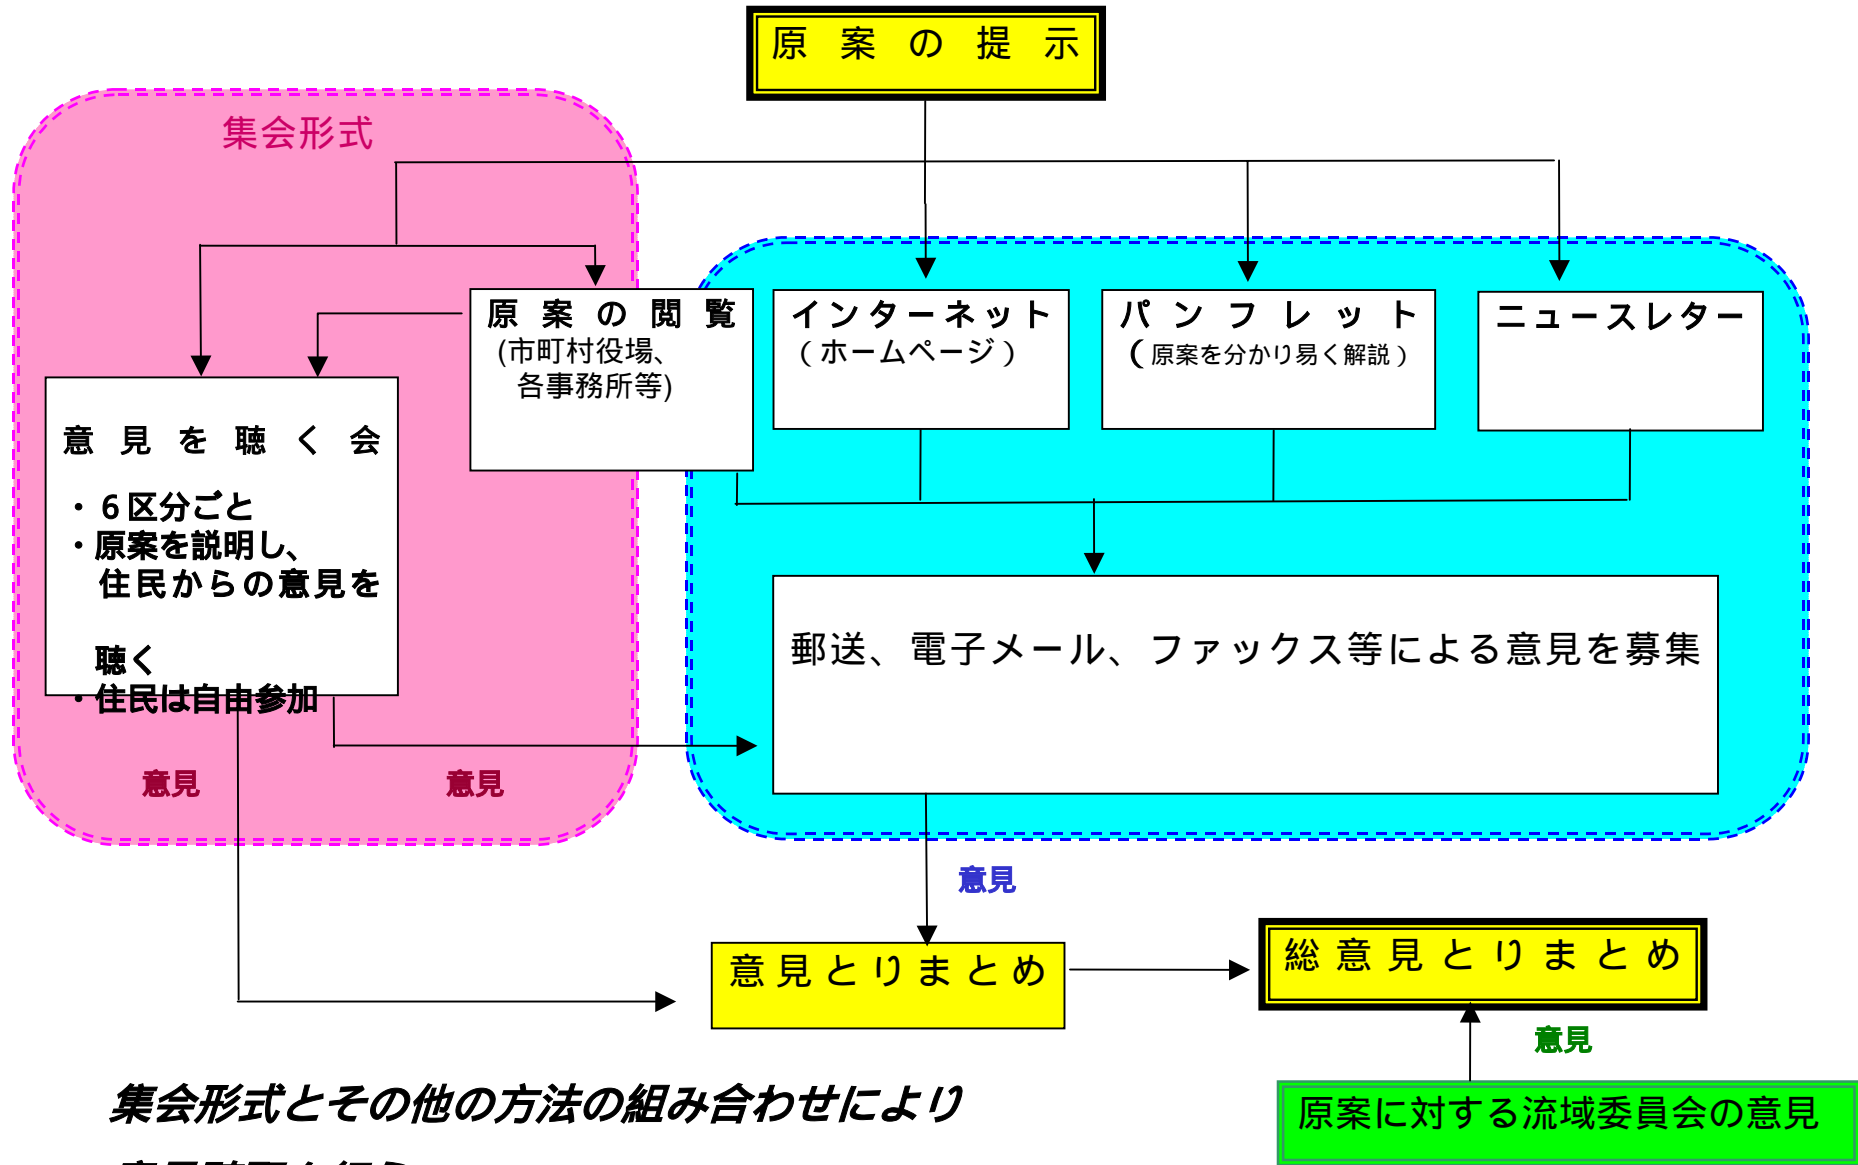 原案の提示
集会形式
原案の閲覧
(市町村役場、
各事務所等)
インターネット
（ホームページ）
パンフレット
（原案を分かり易く解説）
ニュースレター
意見を聴く会
・６区分ごと
・原案を説明し、
住民からの意見を
聴く
・住民は自由参加
郵送、電子メール、ファックス等による意見を募集
意見
意見
意見
意見とりまとめ
総意見とりまとめ
意見
原案に対する流域委員会の意見
集会形式とその他の方法の組み合わせにより